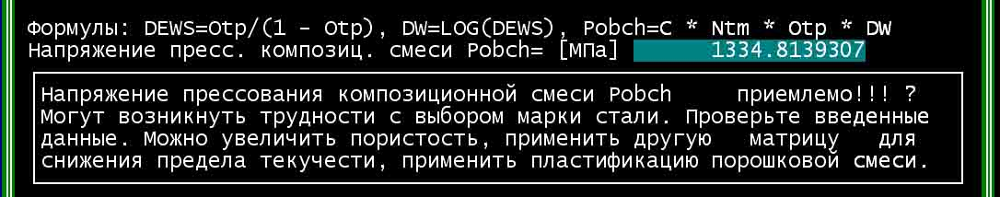 Формулы: DEWS=Otp/(1 - Otp), DW=LOG(DEWS), Pobch=C * Ntm * Otp * DW
Напряжение пресс. композиц. смеси Pobch= [МПа] 1334.8139307
Напряжение прессования композиционной смеси Pobch приемлемо!!! ?
Могут возникнуть трудности с выбором марки стали. Проверьте введенные
данные. Можно увеличить пористость, применить другую матрицу для
снижения предела текучести, применить пластификацию порошковой смеси.